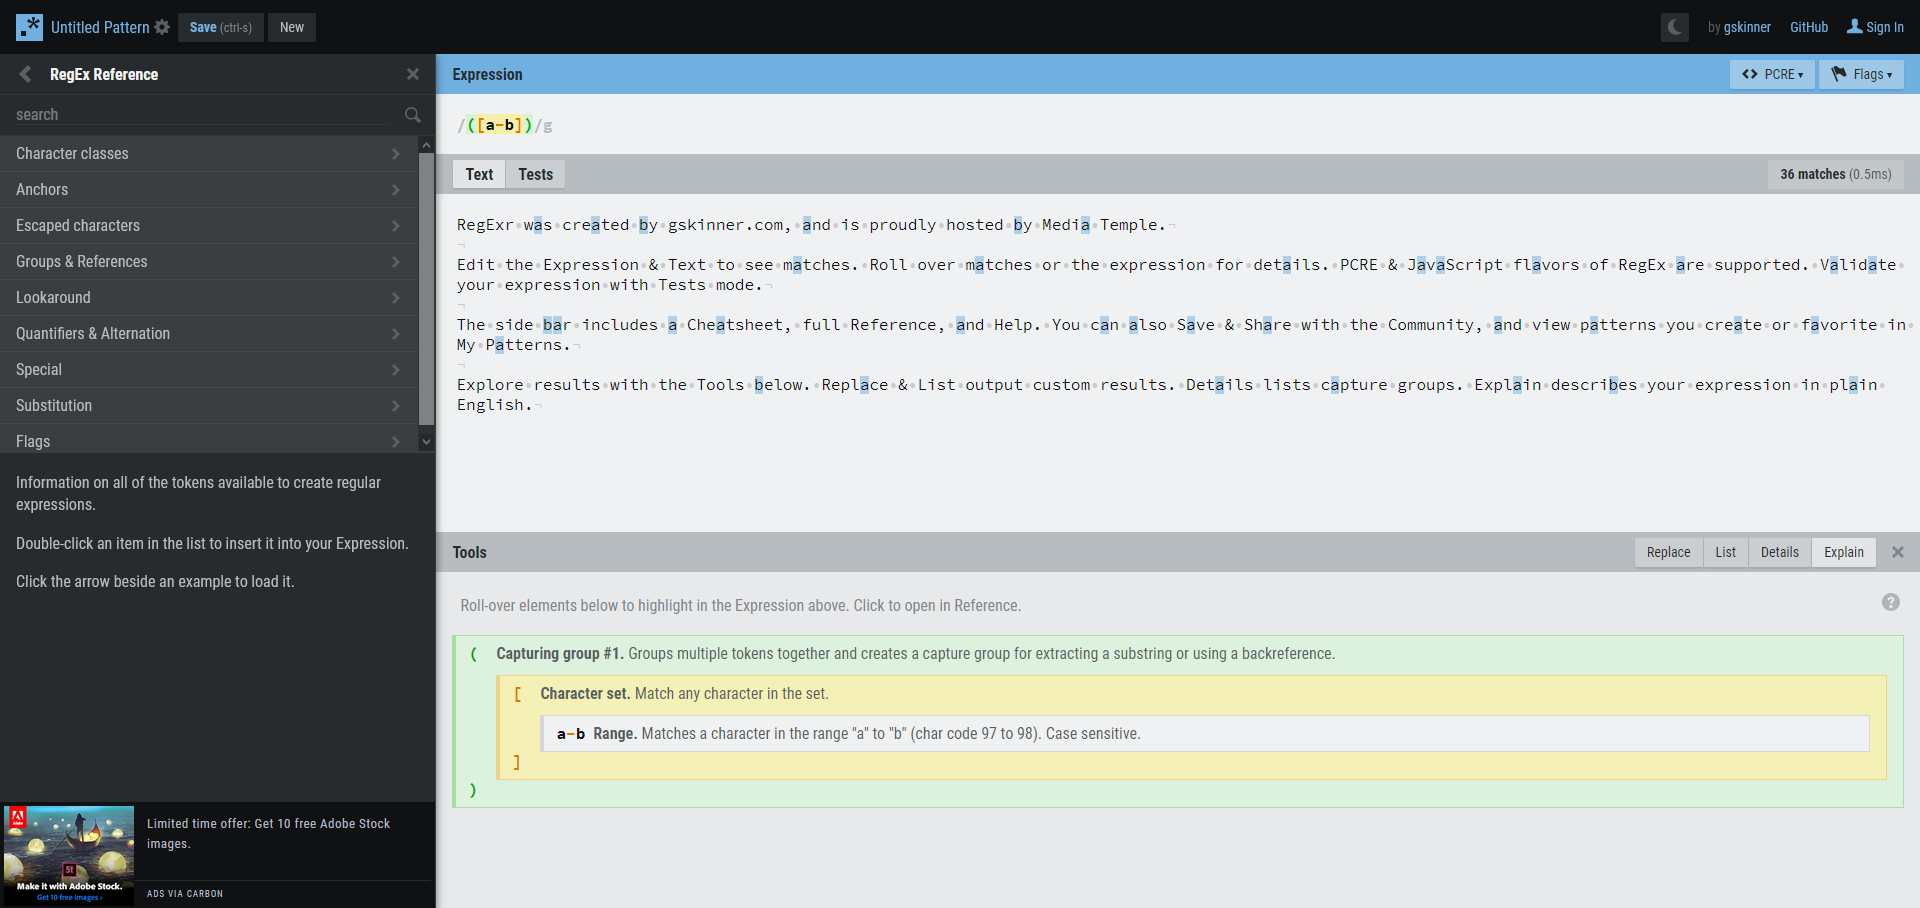 Untitled Pattern Save (ctrl-s) New by gskinner GitHub Sign In
RegEx Reference
search
Character classes
Anchors
Escaped characters
Groups & References
Lookaround
Quantifiers & Alternation
Special
Substitution
Flags
Information on all of the tokens available to create regular
expressions.
Double-click an item in the list to insert it into your Expression.
Click the arrow beside an example to load it.
Make it with Adobe Stock.
Get 10 free images ›
Limited time offer: Get 10 free Adobe Stock
images.
ADS VIA CARBON
Expression PCRE Flags
/([a-b])/g
Text Tests 36 matches (0.5ms)
RegExr was created by gskinner.com, and is proudly hosted by Media Temple.
Edit the Expression & Text to see matches. Roll over matches or the expression for details. PCRE & JavaScript flavors of RegEx are supported. Validate
your expression with Tests mode.
The side bar includes a Cheatsheet, full Reference, and Help. You can also Save & Share with the Community, and view patterns you create or favorite in
My Patterns.
Explore results with the Tools below. Replace & List output custom results. Details lists capture groups. Explain describes your expression in plain
English.
Tools Replace List Details Explain
Roll-over elements below to highlight in the Expression above. Click to open in Reference. ?
( Capturing group #1. Groups multiple tokens together and creates a capture group for extracting a substring or using a backreference.
[ Character set. Match any character in the set.
a-b Range. Matches a character in the range "a" to "b" (char code 97 to 98). Case sensitive.
]
)